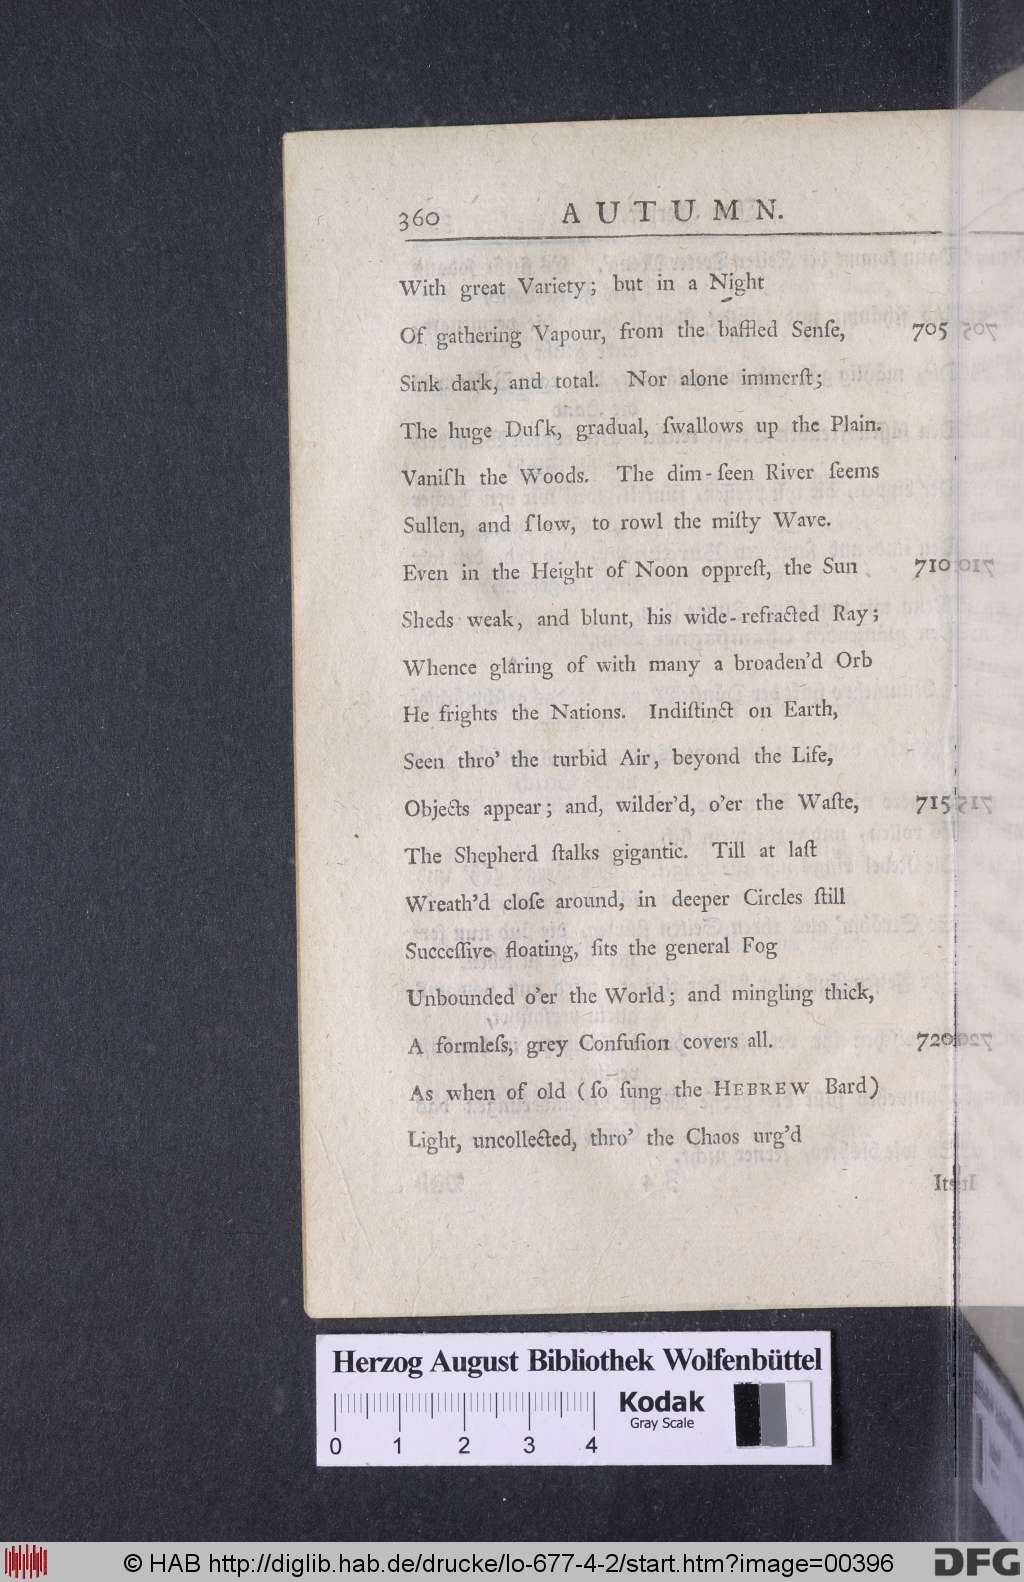 360 AUTUMN.
With great Variety; but in a Night
Of gathering Vapour, from the baffled Senſe, 705
Sink dark, and total. Nor alone immerſt;
The huge Duſk, gradual, ſwallows up the Plain.
Vaniſh the Woods. The dim-ſeen River ſeems
Sullen, and ſlow, to rowl the miſty Wave.
Even in the Height of Noon oppreſt, the Sun 710
Sheds weak, and blunt, his wide-refracted Ray;
Whence glaring of with many a broaden'd Orb
He frights the Nations. Indiſtinct on Earth,
Seen thro' the turbid Air, beyond the Life,
Objects appear; and, wilder'd, o'er the Waſte, 715
The Shepherd ſtalks gigantic. Till at laſt
Wreath'd cloſe around, in deeper Circles ſtill
Succeſſive floating, ſits the general Fog
Unbounded o'er the World; and mingling thick,
A formleſs, grey Confuſion covers all. 720
As when of old (ſo ſung the HEBREW Bard)
Light, uncollected, thro' the Chaos urg'd
Herzog August Bibliothek Wolfenbüttel
Kodak
Gray Scale
0 1 2 3 4
© HAB http://diglib.hab.de/drucke/lo-677-4-2/start.htm?image=00396
DFG